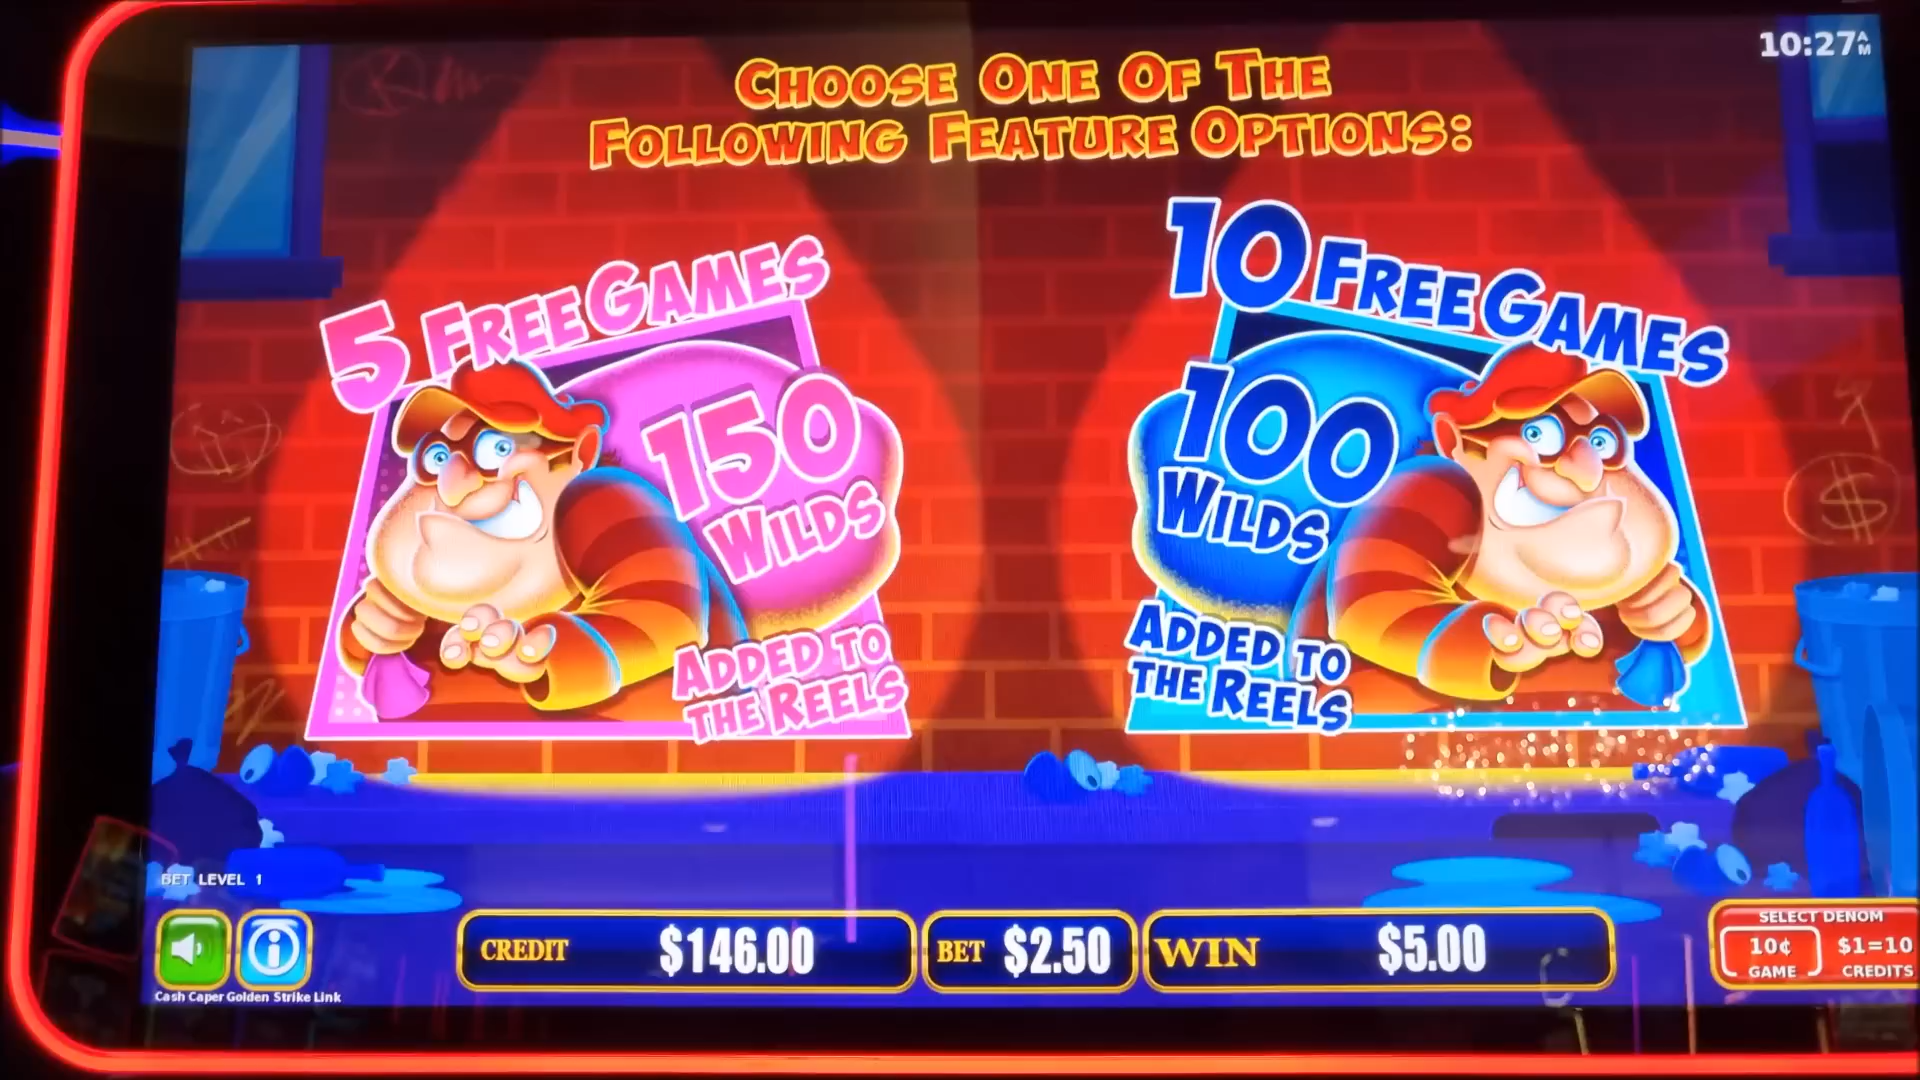 10:27AM
CHOOSE ONE OF THE
FOLLOWING FEATURE OPTIONS:
5 FREE GAMES
150
WILDS
ADDED TO
THE REELS
10 FREE GAMES
100
WILDS
ADDED TO
THE REELS
$
BET LEVEL 1
CREDIT $146.00
BET $2.50
WIN $5.00
SELECT DENOM
10¢
GAME
$1=10
CREDITS
Cash Caper Golden Strike Link